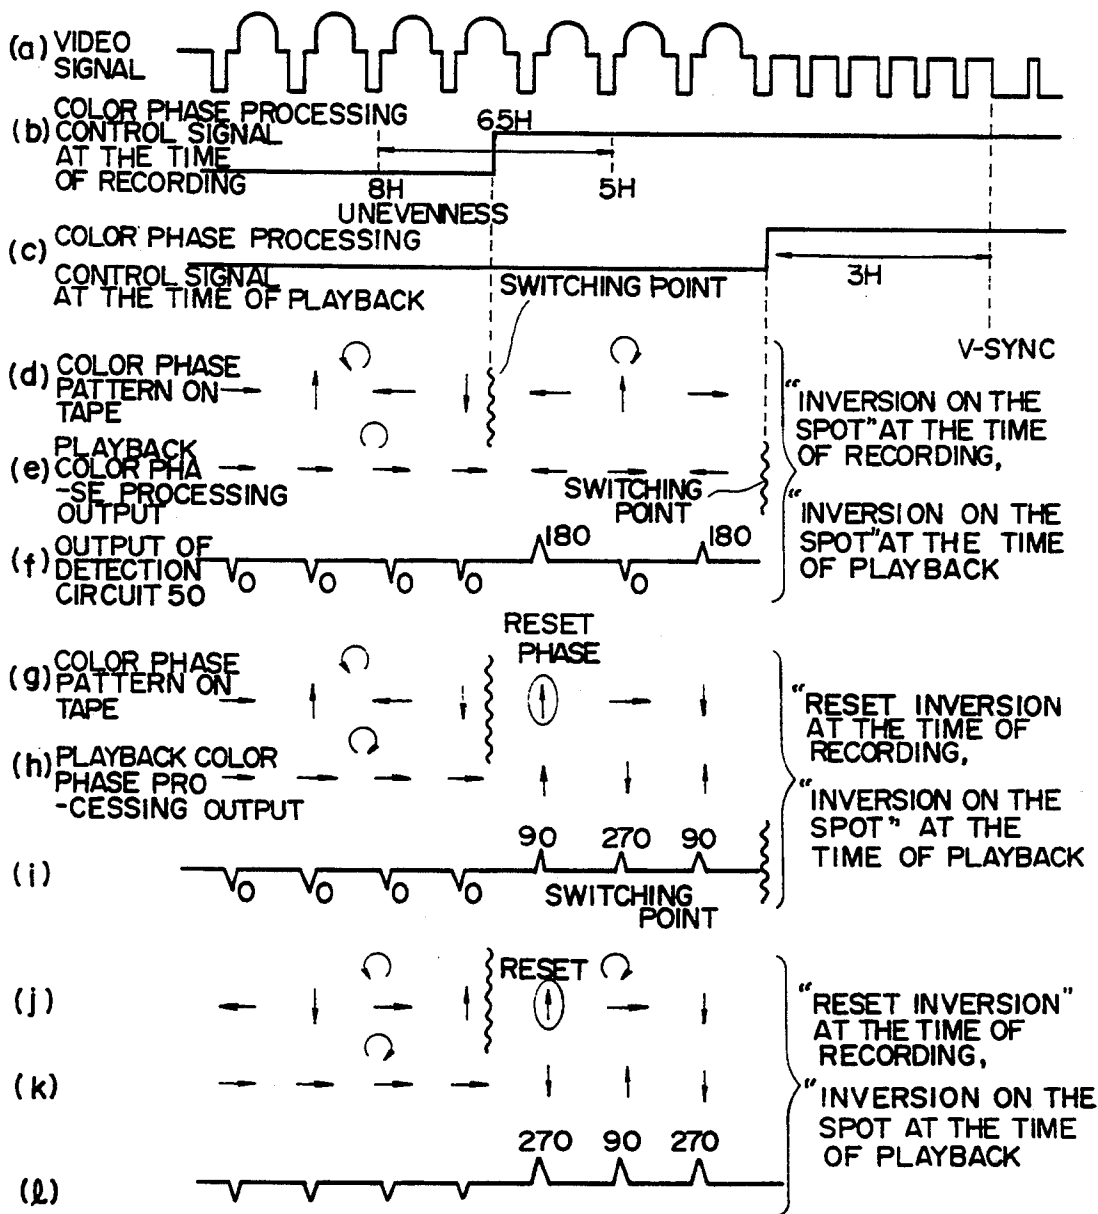 (a) VIDEO
SIGNAL
COLOR PHASE PROCESSING
(b) CONTROL SIGNAL
AT THE TIME
OF RECORDING
6.5H
8H
5H
UNEVENNESS
(c) COLOR PHASE PROCESSING
CONTROL SIGNAL
AT THE TIME OF PLAYBACK
3H
SWITCHING POINT
V-SYNC
(d) COLOR PHASE
PATTERN ON
TAPE
PLAYBACK
(e) COLOR PHA
-SE PROCESSING
OUTPUT
SWITCHING
POINT
"INVERSION ON THE
SPOT" AT THE TIME
OF RECORDING,
"INVERSION ON THE
SPOT" AT THE TIME
OF PLAYBACK
(f) OUTPUT OF
DETECTION
CIRCUIT 50
0 0 0 0 180 0 180
RESET
PHASE
(g) COLOR PHASE
PATTERN ON
TAPE
(h) PLAYBACK COLOR
PHASE PRO
-CESSING OUTPUT
"RESET INVERSION
AT THE TIME OF
RECORDING,
"INVERSION ON THE
SPOT" AT THE
TIME OF PLAYBACK
90 270 90
(i) 0 0 0 0
SWITCHING
POINT
RESET
(j)
(k)
"RESET INVERSION"
AT THE TIME OF
RECORDING,
"INVERSION ON THE
SPOT AT THE TIME
OF PLAYBACK
270 90 270
(l)